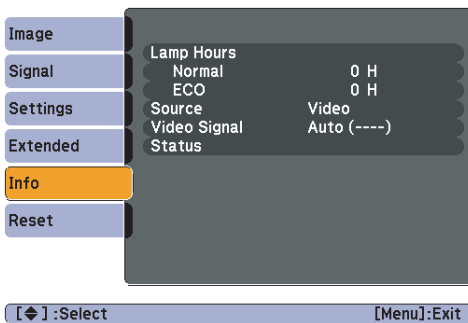 Image
Signal
Settings
Extended
Info
Reset
Lamp Hours
Normal 0 H
ECO 0 H
Source Video
Video Signal Auto (----)
Status
[◆] :Select [Menu]:Exit